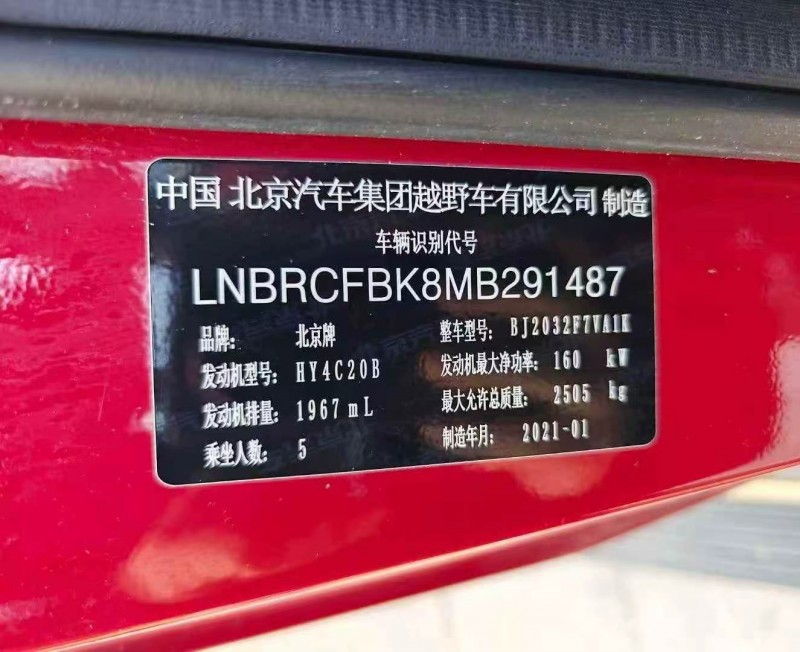 中国 北京汽车集团越野车有限公司 制造
车辆识别代号
LNBRCFBK8MB291487
品牌: 北京牌 整车型号: BJ2032F7VA1K
发动机型号: HY4C20B 发动机最大净功率: 160 kW
发动机排量: 1967 mL 最大允许总质量: 2505 kg
乘坐人数: 5 制造年月: 2021-01